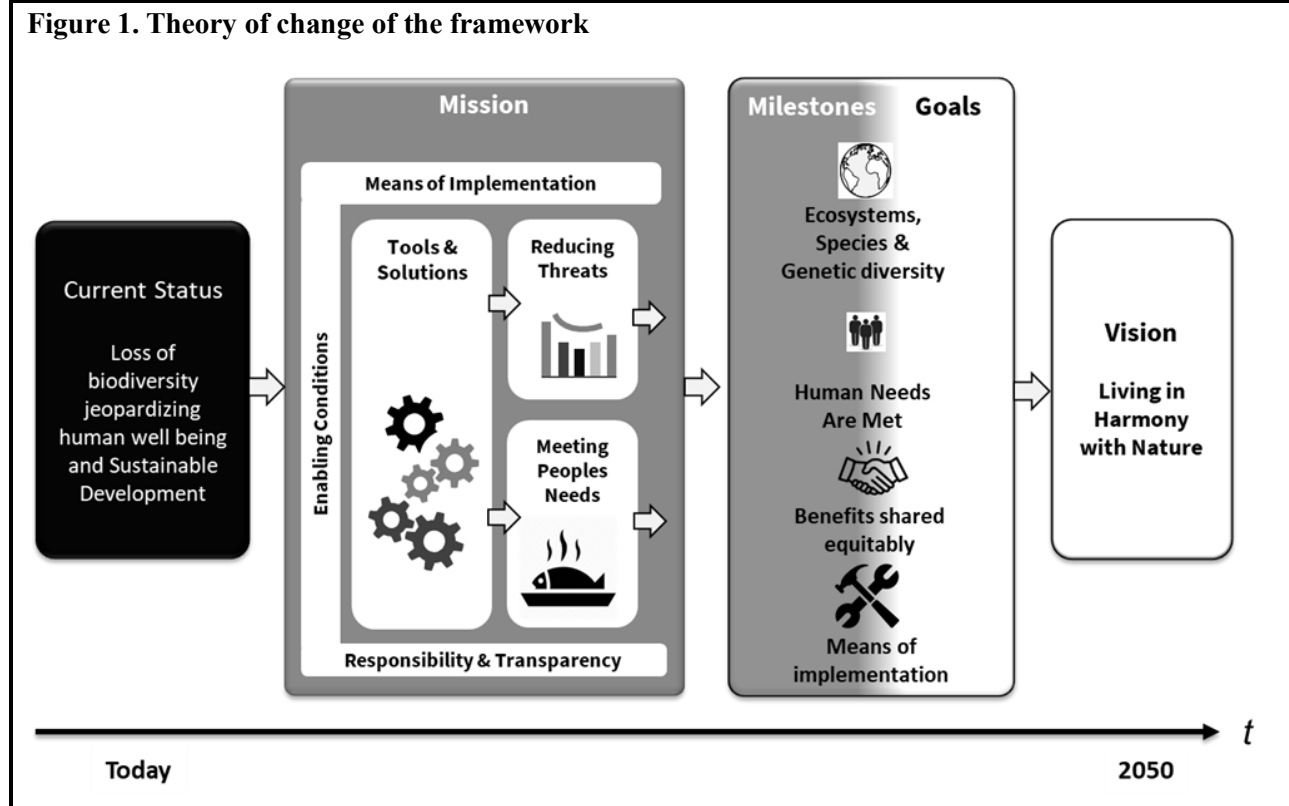 Figure 1. Theory of change of the framework
Current Status
Loss of
biodiversity
jeopardizing
human well being
and Sustainable
Development
Mission
Means of Implementation
Enabling Conditions
Tools &
Solutions
Reducing
Threats
Meeting
Peoples
Needs
Responsibility & Transparency
Milestones Goals
Ecosystems,
Species &
Genetic diversity
Human Needs
Are Met
Benefits shared
equitably
Means of
implementation
Vision
Living in
Harmony
with Nature
t
Today
2050